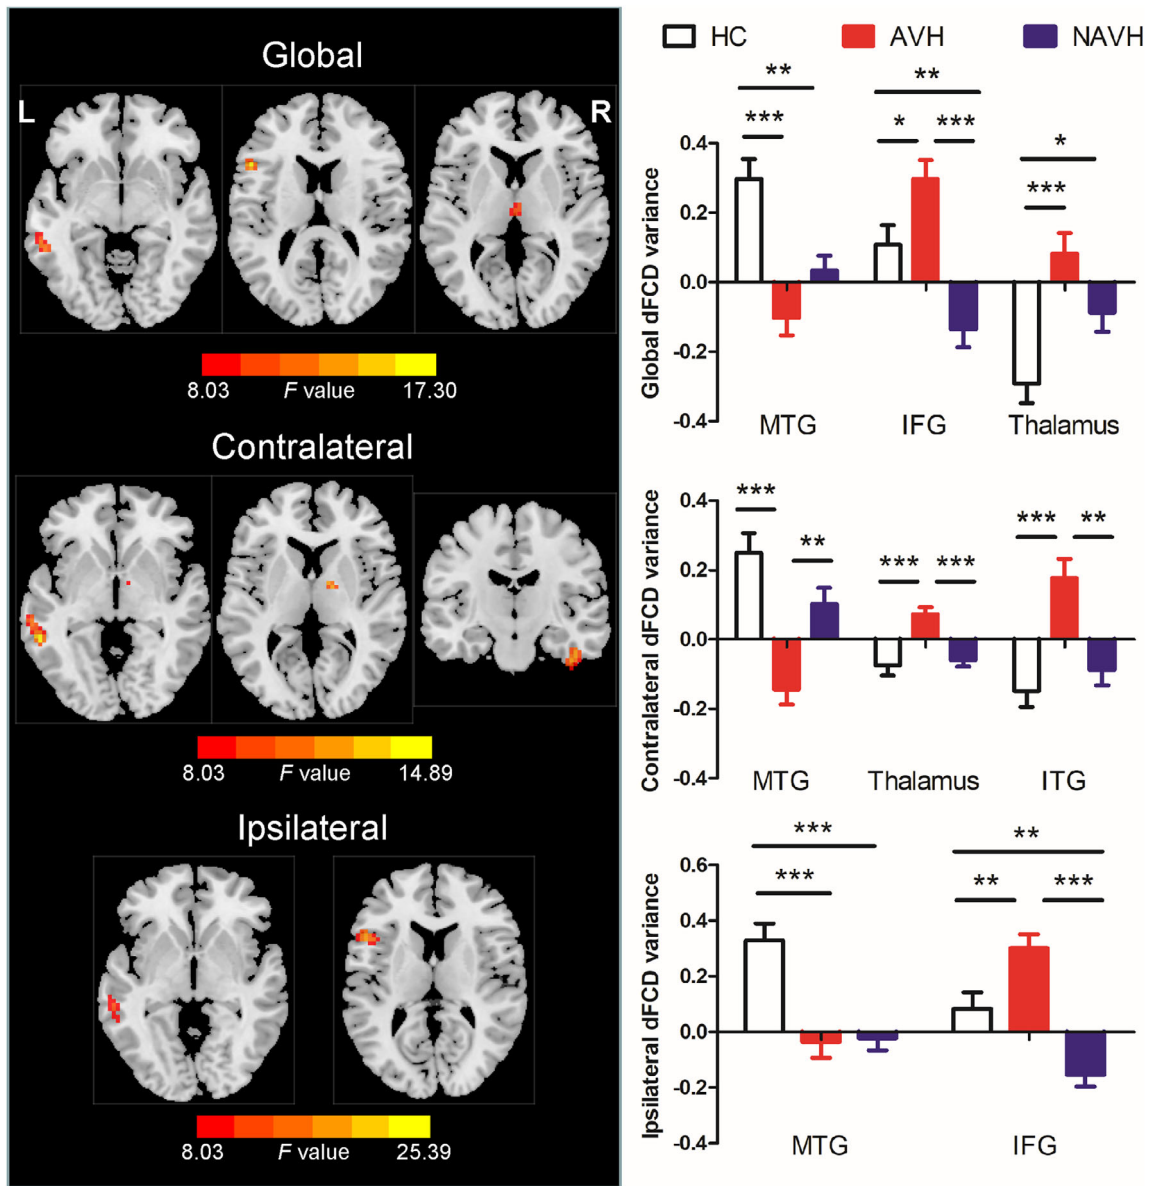 Global
L
R
8.03 F value 17.30
Contralateral
8.03 F value 14.89
Ipsilateral
8.03 F value 25.39
HC AVH NAVH
Global dFCD variance
0.4
0.2
0.0
-0.2
-0.4
** ** *
*** * *** ***
MTG IFG Thalamus
Contralateral dFCD variance
0.4
0.2
0.0
-0.2
-0.4
*** *** **
** *** ***
MTG Thalamus ITG
Ipsilateral dFCD variance
0.6
0.4
0.2
0.0
-0.2
-0.4
*** **
*** ** ***
MTG IFG